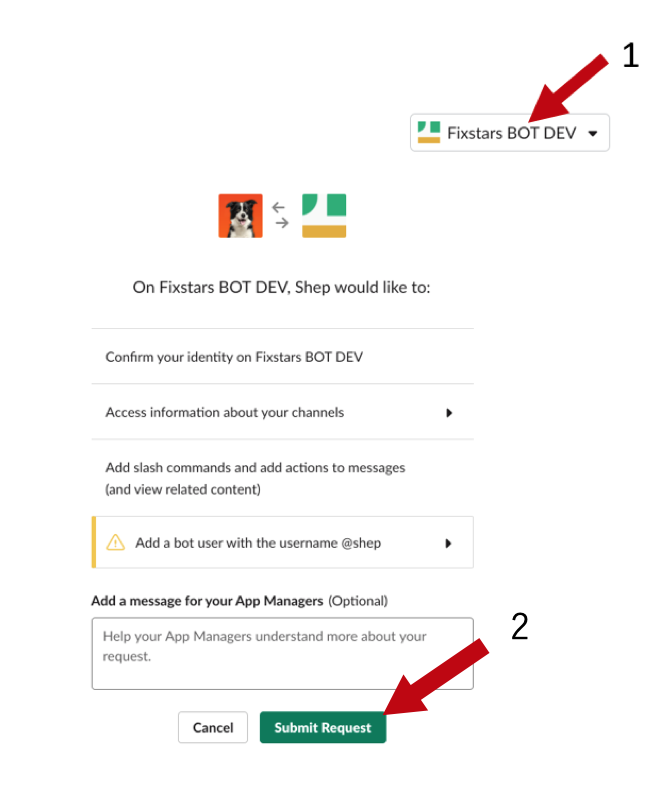 1
Fixstars BOT DEV
On Fixstars BOT DEV, Shep would like to:
Confirm your identity on Fixstars BOT DEV
Access information about your channels
Add slash commands and add actions to messages
(and view related content)
Add a bot user with the username @shep
Add a message for your App Managers (Optional)
Help your App Managers understand more about your
request.
2
Cancel Submit Request